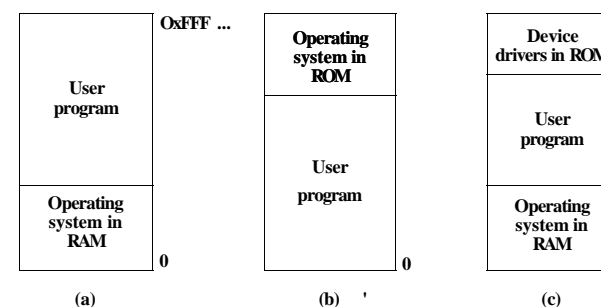 OxFFF ...
User
program
Operating
system in
RAM
0
(a)
Operating
system in
ROM
User
program
0
(b) '
Device
drivers in ROM
User
program
Operating
system in
RAM
(c)